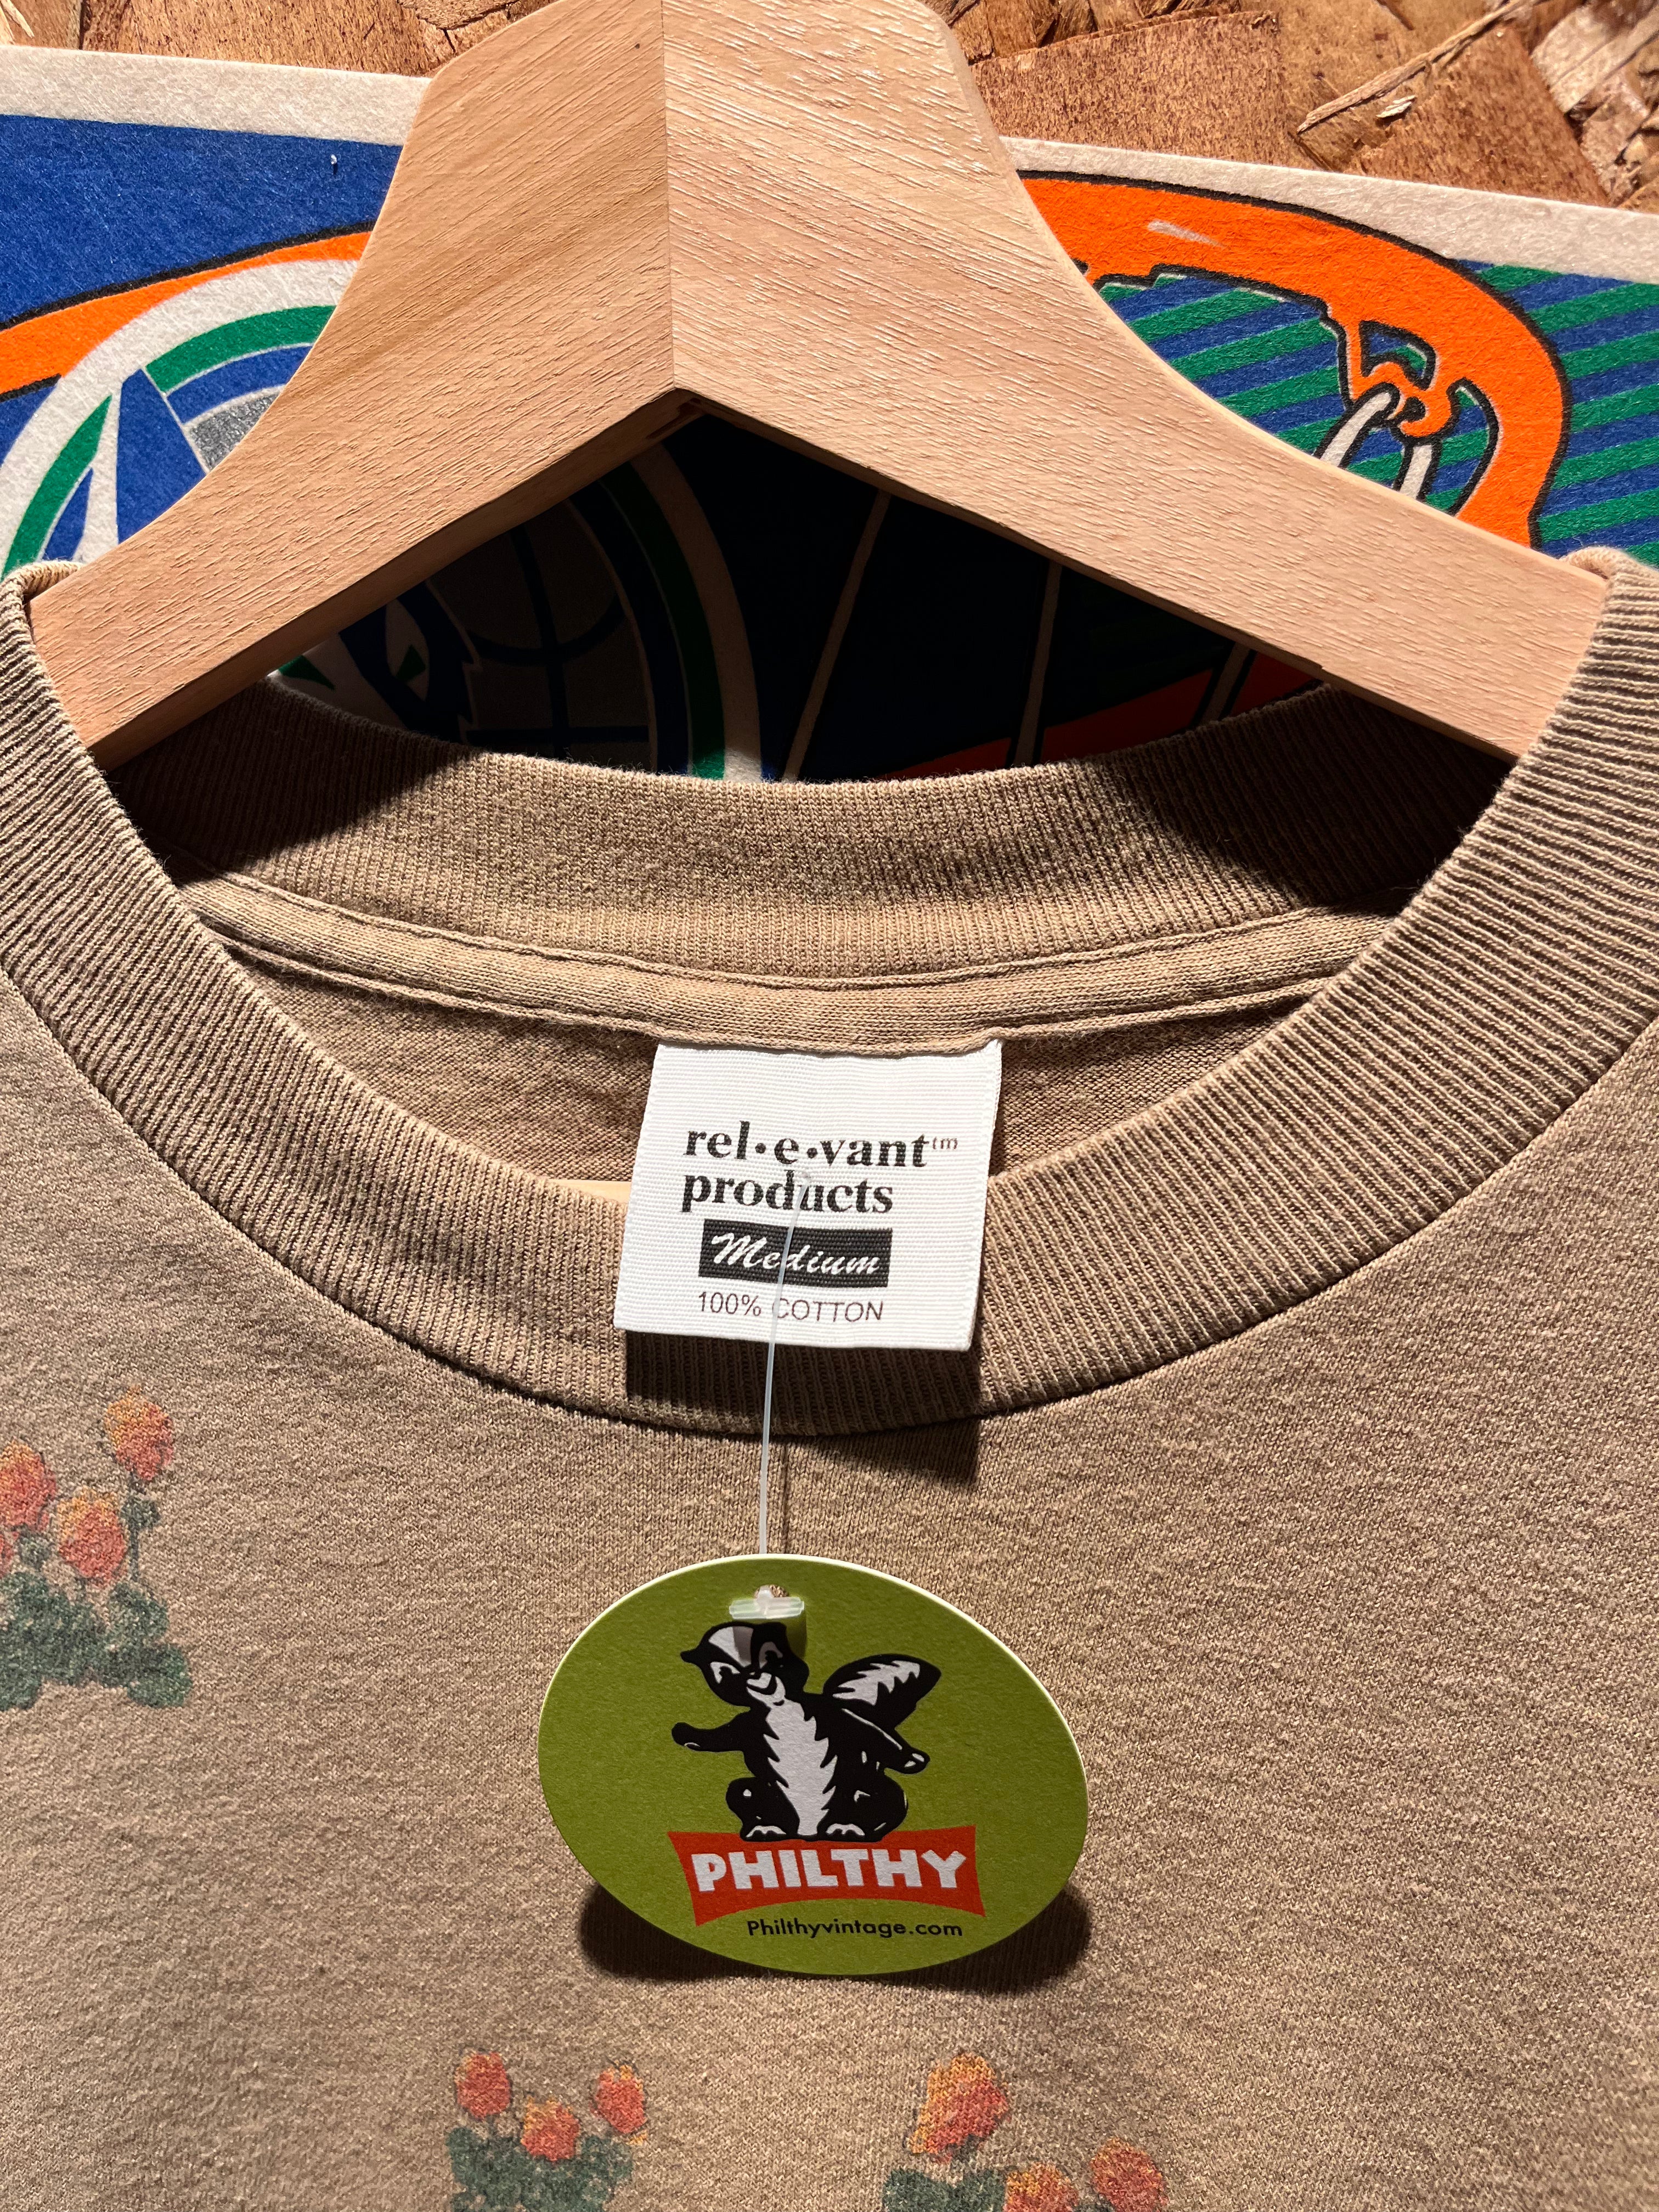 rel•e•vant™
products
Medium
100% COTTON
PHILTHY
Philthyvintage.com